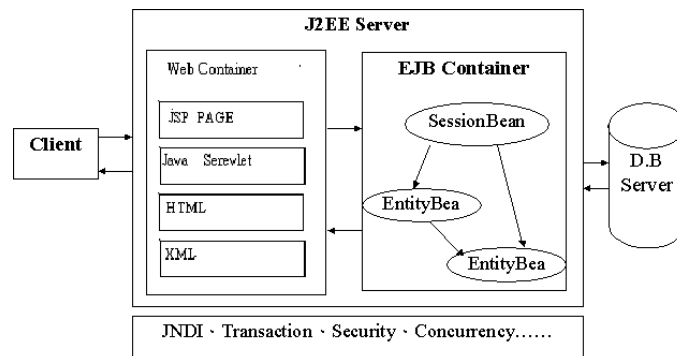 J2EE Server
Web Container
EJB Container
JSP PAGE
SessionBean
Client
Java Serewlet
D.B
Server
HTML
EntityBea
XML
EntityBea
JNDI、Transaction、Security、Concurrency……